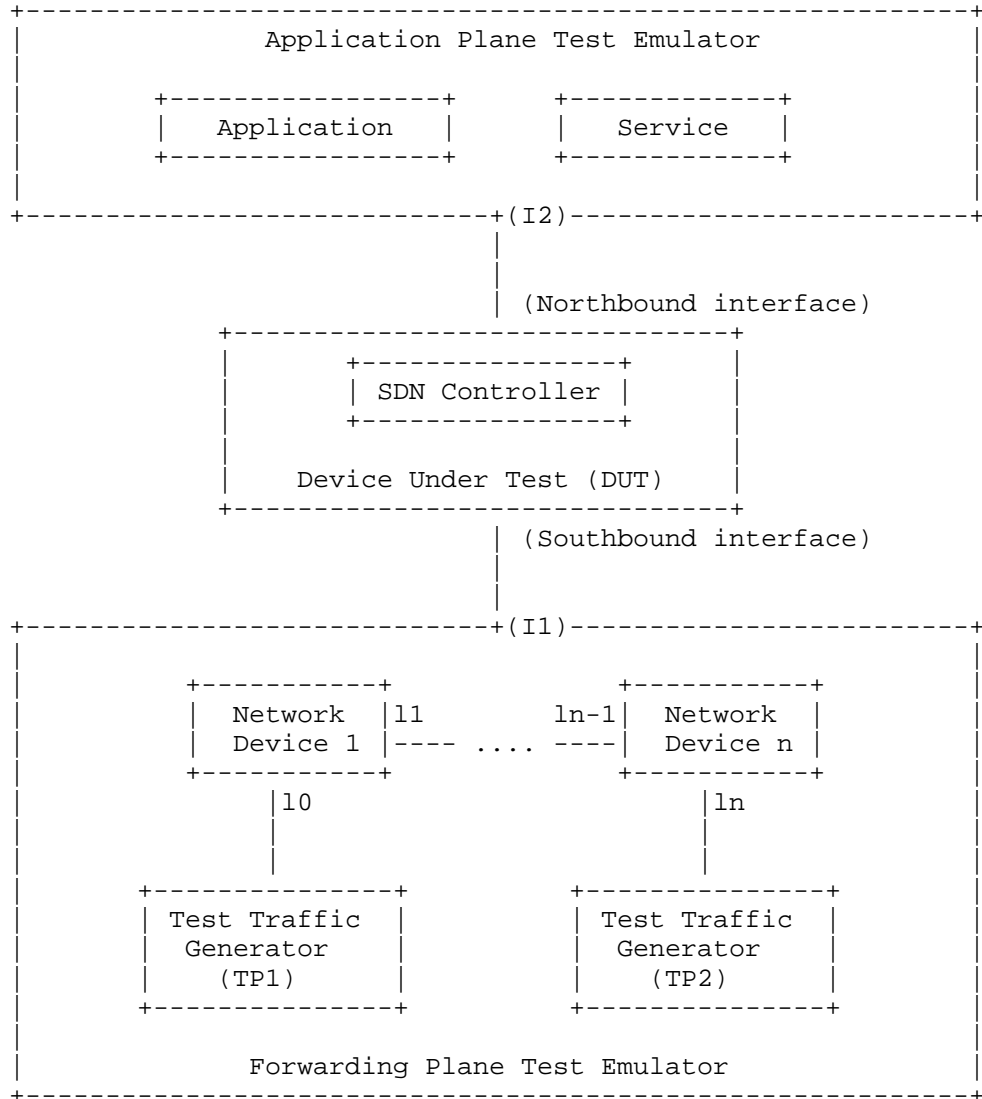 Application Plane Test Emulator
Application Service
(I2)
(Northbound interface)
SDN Controller
Device Under Test (DUT)
(Southbound interface)
(I1)
Network l1 ln-1 Network
Device 1 .... Device n
l0 ln
Test Traffic Test Traffic
Generator Generator
(TP1) (TP2)
Forwarding Plane Test Emulator